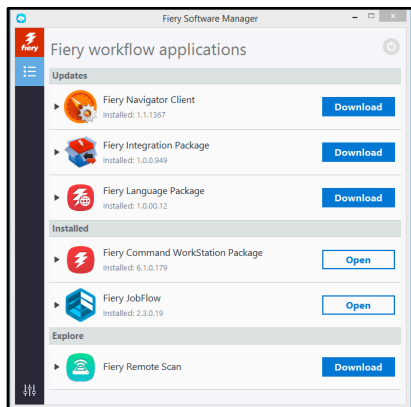 Fiery Software Manager
fiery
Fiery workflow applications
Updates
Fiery Navigator Client
Installed: 1.1.1367
Download
Fiery Integration Package
Installed: 1.0.0.949
Download
Fiery Language Package
Installed: 1.0.00.12
Download
Installed
Fiery Command WorkStation Package
Installed: 6.1.0.179
Open
Fiery JobFlow
Installed: 2.3.0.19
Open
Explore
Fiery Remote Scan
Download